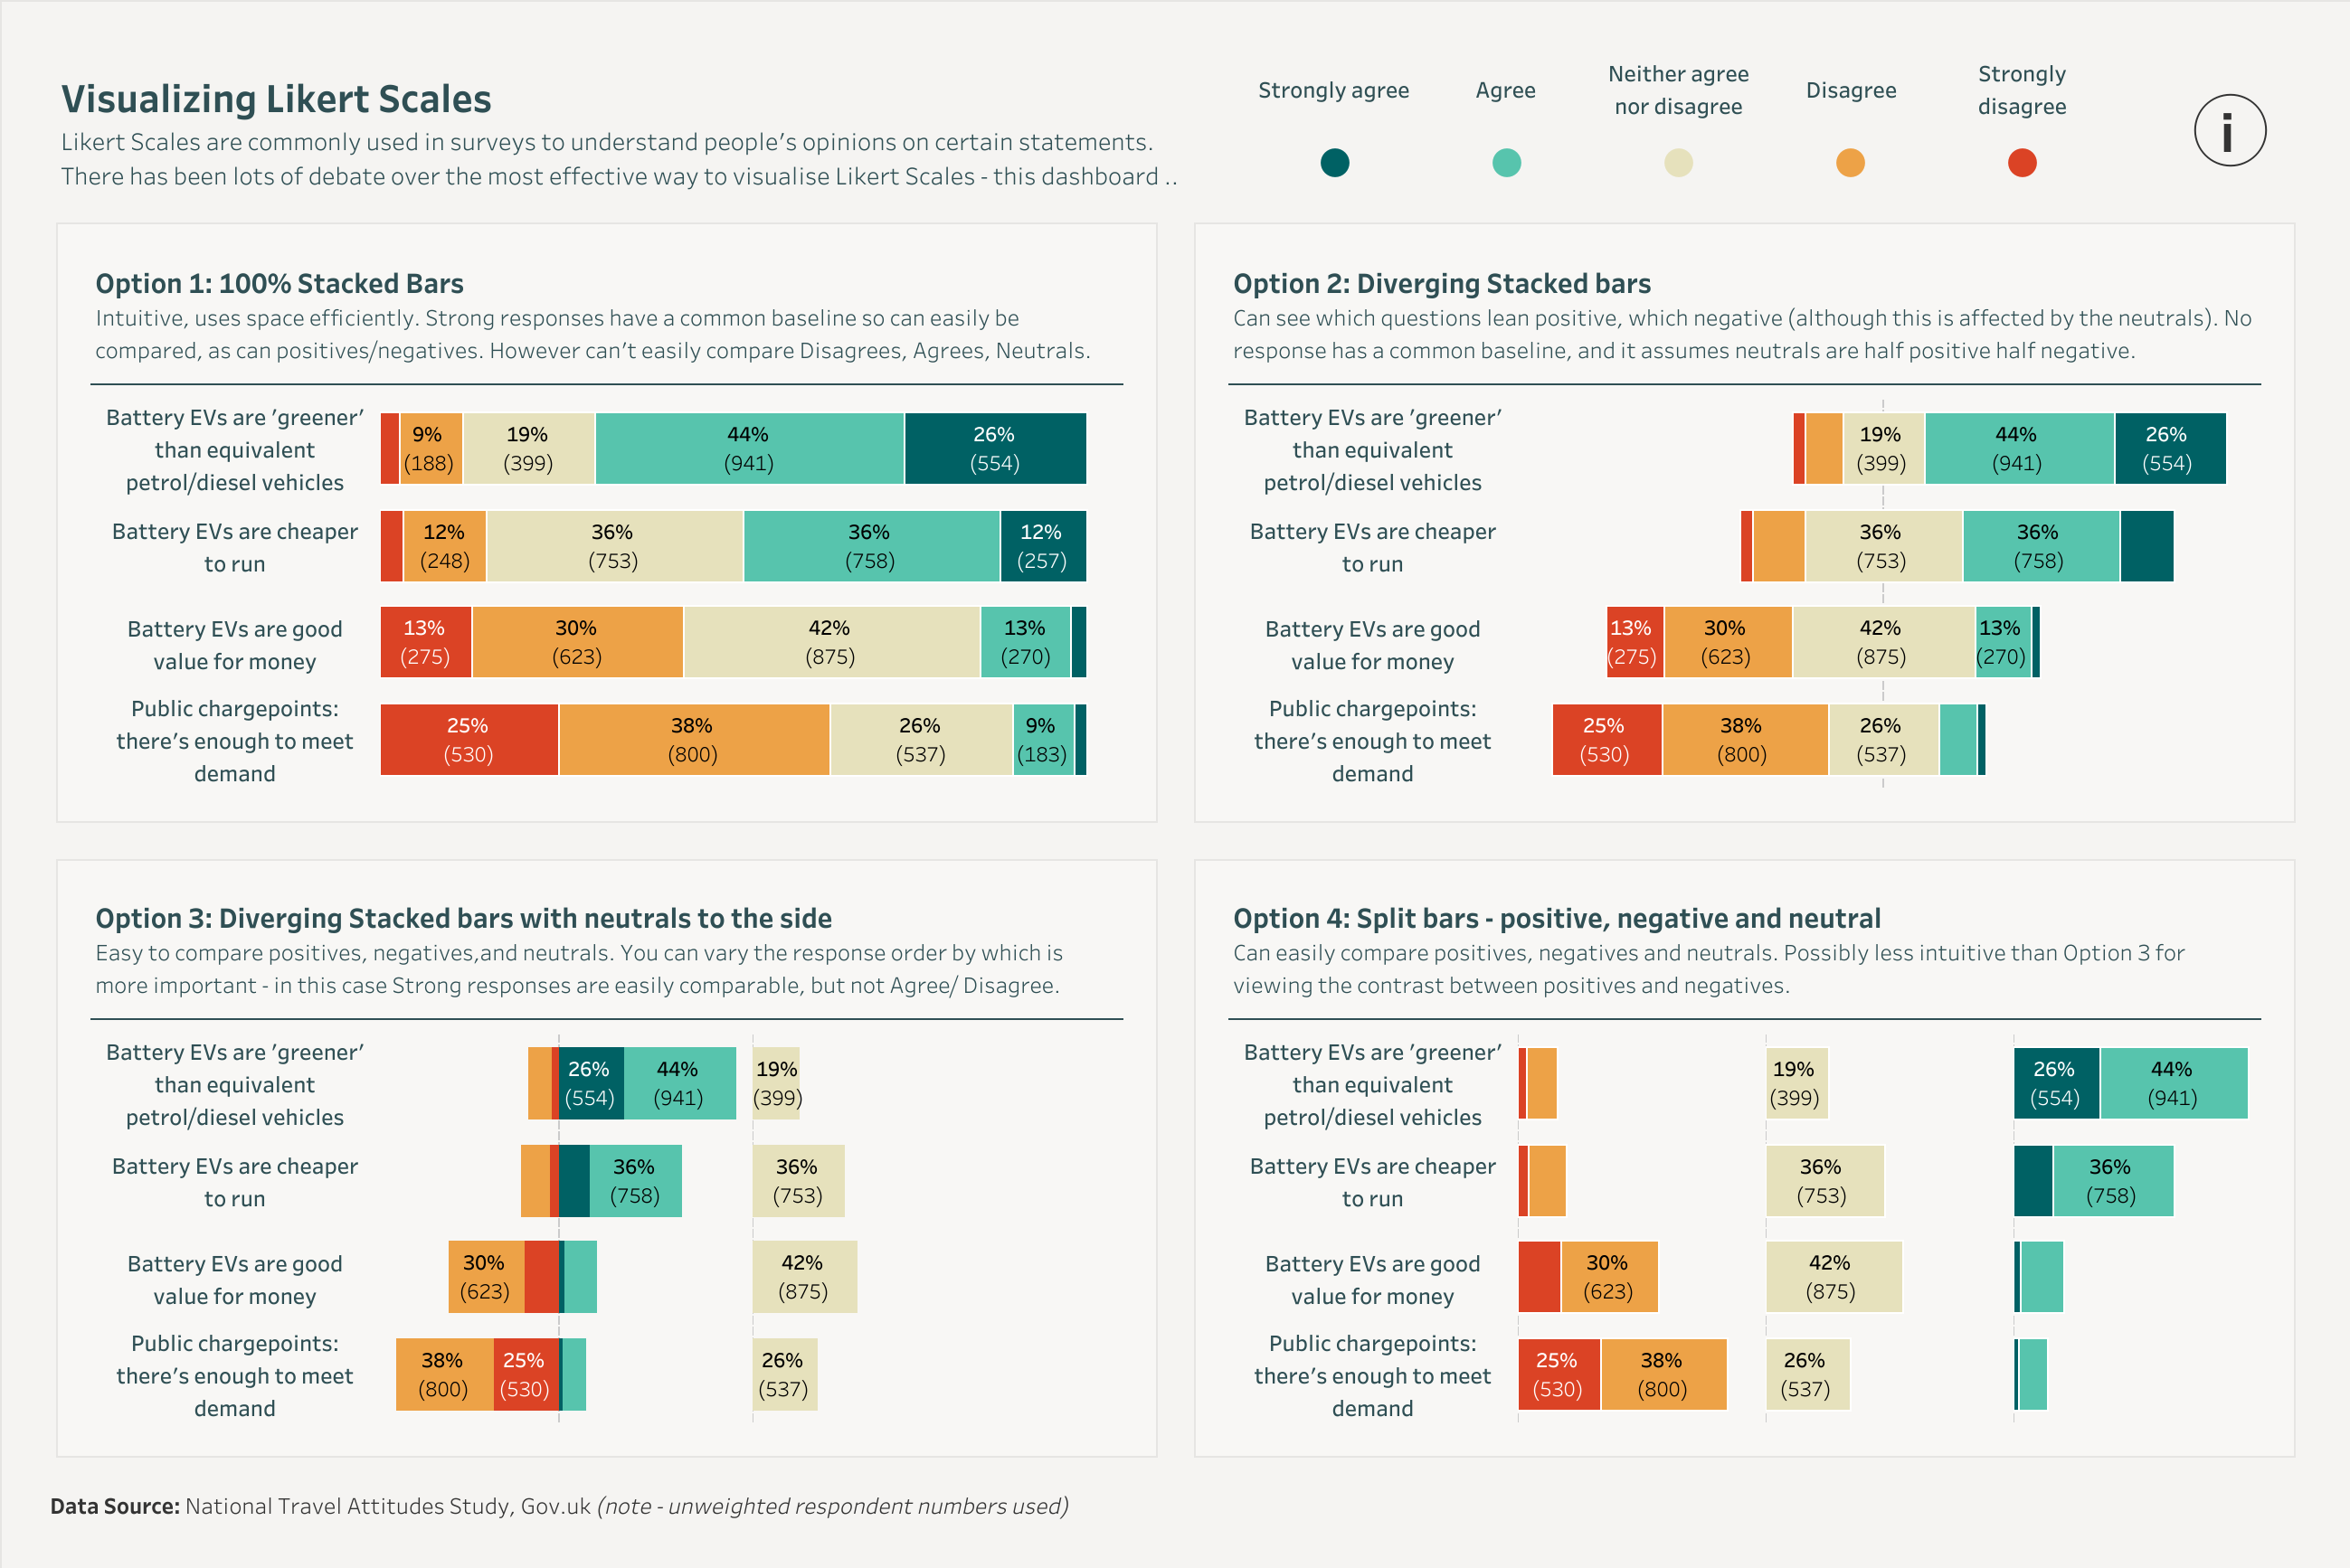 Visualizing Likert Scales
Likert Scales are commonly used in surveys to understand people's opinions on certain statements.
There has been lots of debate over the most effective way to visualise Likert Scales - this dashboard ..
Strongly agree
Agree
Neither agree
nor disagree
Disagree
Strongly
disagree
i
Option 1: 100% Stacked Bars
Intuitive, uses space efficiently. Strong responses have a common baseline so can easily be
compared, as can positives/negatives. However can't easily compare Disagrees, Agrees, Neutrals.
Battery EVs are 'greener'
than equivalent
petrol/diesel vehicles
9% 19% 44% 26%
(188) (399) (941) (554)
Battery EVs are cheaper
to run
12% 36% 36% 12%
(248) (753) (758) (257)
Battery EVs are good
value for money
13% 30% 42% 13%
(275) (623) (875) (270)
Public chargepoints:
there's enough to meet
demand
25% 38% 26% 9%
(530) (800) (537) (183)
Option 2: Diverging Stacked bars
Can see which questions lean positive, which negative (although this is affected by the neutrals). No
response has a common baseline, and it assumes neutrals are half positive half negative.
Battery EVs are 'greener'
than equivalent
petrol/diesel vehicles
19% 44% 26%
(399) (941) (554)
Battery EVs are cheaper
to run
36% 36%
(753) (758)
Battery EVs are good
value for money
13% 30% 42% 13%
(275) (623) (875) (270)
Public chargepoints:
there's enough to meet
demand
25% 38% 26%
(530) (800) (537)
Option 3: Diverging Stacked bars with neutrals to the side
Easy to compare positives, negatives,and neutrals. You can vary the response order by which is
more important - in this case Strong responses are easily comparable, but not Agree/ Disagree.
Battery EVs are 'greener'
than equivalent
petrol/diesel vehicles
26% 44% 19%
(554) (941) (399)
Battery EVs are cheaper
to run
36% 36%
(758) (753)
Battery EVs are good
value for money
30% 42%
(623) (875)
Public chargepoints:
there's enough to meet
demand
38% 25% 26%
(800) (530) (537)
Option 4: Split bars - positive, negative and neutral
Can easily compare positives, negatives and neutrals. Possibly less intuitive than Option 3 for
viewing the contrast between positives and negatives.
Battery EVs are 'greener'
than equivalent
petrol/diesel vehicles
19% 26% 44%
(399) (554) (941)
Battery EVs are cheaper
to run
36% 36%
(753) (758)
Battery EVs are good
value for money
30% 42%
(623) (875)
Public chargepoints:
there's enough to meet
demand
25% 38% 26%
(530) (800) (537)
Data Source: National Travel Attitudes Study, Gov.uk (note - unweighted respondent numbers used)